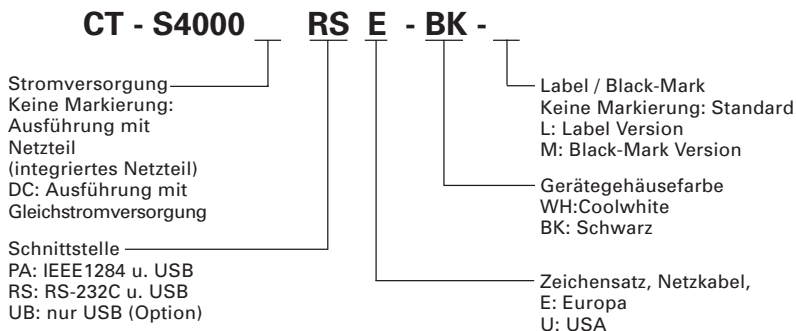 CT - S4000 __ RS E - BK - __
Stromversorgung
Keine Markierung:
Ausführung mit
Netzteil
(integriertes Netzteil)
DC: Ausführung mit
Gleichstromversorgung
Schnittstelle
PA: IEEE1284 u. USB
RS: RS-232C u. USB
UB: nur USB (Option)
Label / Black-Mark
Keine Markierung: Standard
L: Label Version
M: Black-Mark Version
Gerätegehäusefarbe
WH:Coolwhite
BK: Schwarz
Zeichensatz, Netzkabel,
E: Europa
U: USA